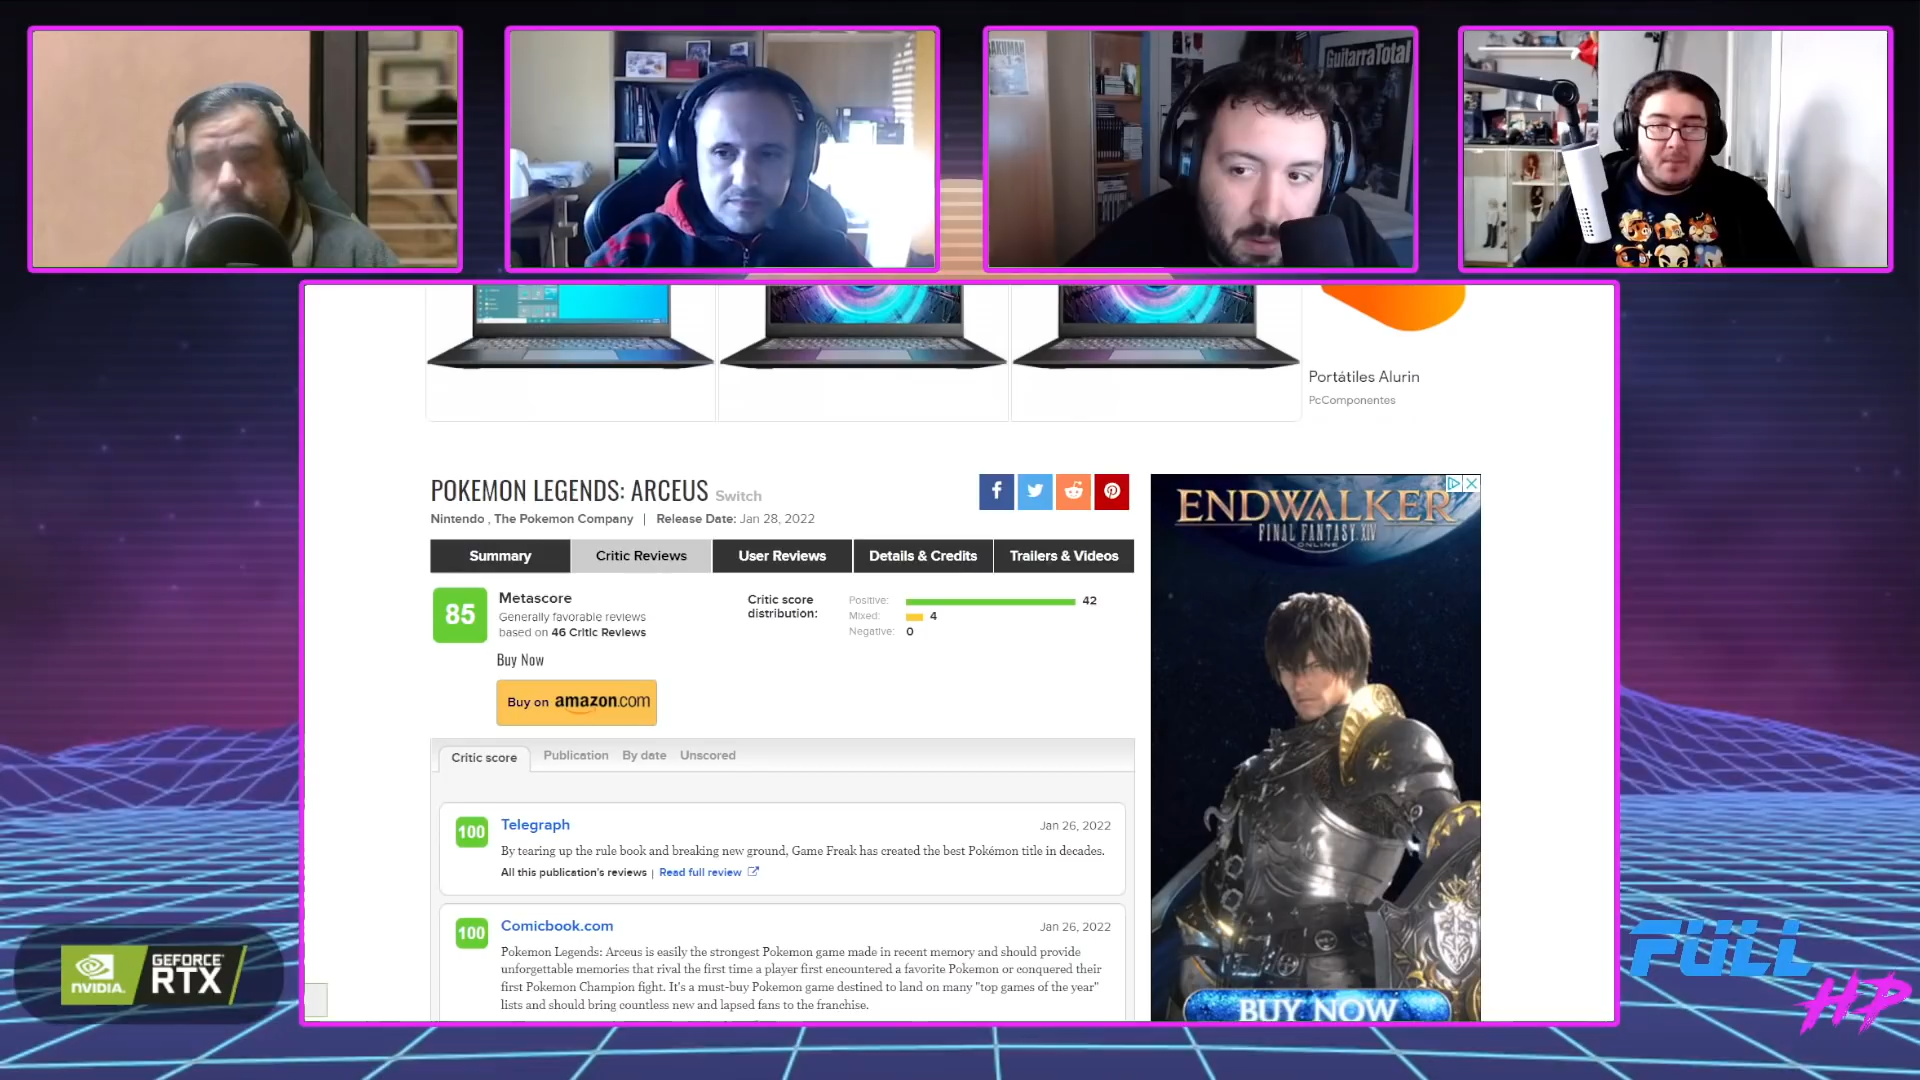 AKUMAN
GuitarraTotal
Portátiles Alurin
PcComponentes
POKEMON LEGENDS: ARCEUS Switch
Nintendo , The Pokemon Company | Release Date: Jan 28, 2022
Summary
Critic Reviews
User Reviews
Details & Credits
Trailers & Videos
85
Metascore
Generally favorable reviews
based on 46 Critic Reviews
Critic score
distribution:
Positive: 42
Mixed: 4
Negative: 0
Buy Now
Buy on amazon.com
Critic score
Publication
By date
Unscored
100
Telegraph
Jan 26, 2022
By tearing up the rule book and breaking new ground, Game Freak has created the best Pokémon title in decades.
All this publication's reviews | Read full review
100
Comicbook.com
Jan 26, 2022
Pokemon Legends: Arceus is easily the strongest Pokemon game made in recent memory and should provide
unforgettable memories that rival the first time a player first encountered a favorite Pokemon or conquered their
first Pokemon Champion fight. It's a must-buy Pokemon game destined to land on many "top games of the year"
lists and should bring countless new and lapsed fans to the franchise.
ENDWALKER
FINAL FANTASY XIV
ONLINE
BUY NOW
NVIDIA.
GEFORCE
RTX
FULL
HP